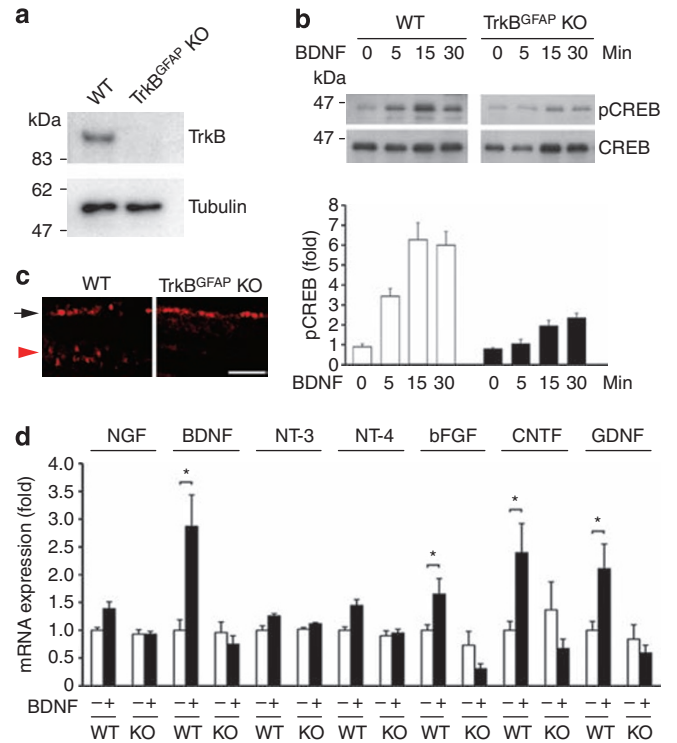 a
WT
TrkBGFAP KO
kDa
TrkB
83
62
Tubulin
47
b
WT TrkBGFAP KO
BDNF 0 5 15 30 0 5 15 30 Min
kDa
47
pCREB
47
CREB
pCREB (fold)
8
7
6
5
4
3
2
1
0
BDNF 0 5 15 30 0 5 15 30 Min
c
WT TrkBGFAP KO
d
NGF BDNF NT-3 NT-4 bFGF CNTF GDNF
mRNA expression (fold)
4.0
3.5
3.0
2.5
2.0
1.5
1.0
0.5
0
* * * *
BDNF – + – + – + – + – + – + – + – + – + – + – + – + – + – +
WT KO WT KO WT KO WT KO WT KO WT KO WT KO